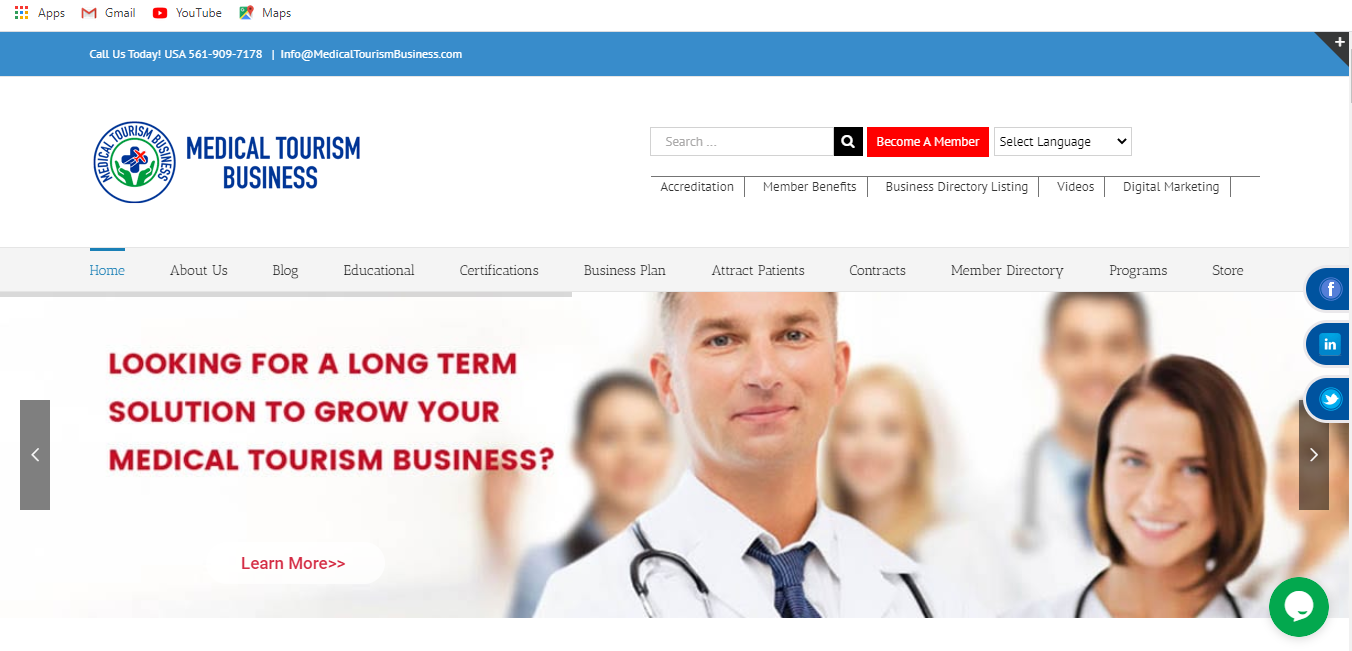 Apps Gmail YouTube Maps
Call Us Today! USA 561-909-7178 | Info@MedicalTourismBusiness.com
+
MEDICAL TOURISM BUSINESS
MEDICAL TOURISM
BUSINESS
Search ...
Become A Member
Select Language
Accreditation
Member Benefits
Business Directory Listing
Videos
Digital Marketing
Home
About Us
Blog
Educational
Certifications
Business Plan
Attract Patients
Contracts
Member Directory
Programs
Store
LOOKING FOR A LONG TERM
SOLUTION TO GROW YOUR
MEDICAL TOURISM BUSINESS?
Learn More>>
f
in